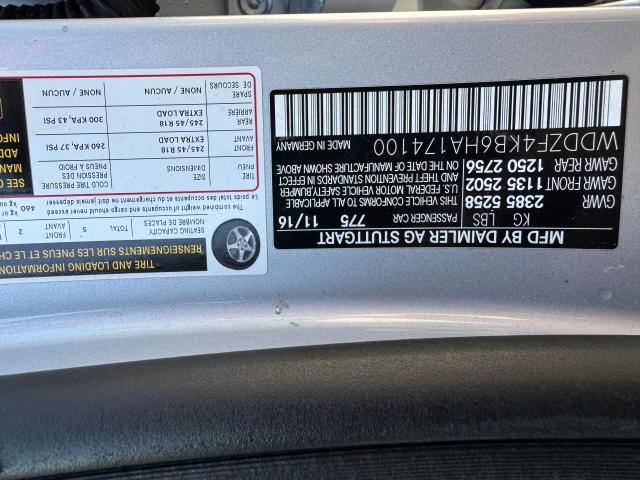 MFD BY DAIMLER AG STUTTGART
KG LBS
GVWR 2385 5258
GAWR FRONT 1135 2502
GAWR REAR 1250 2756
PASSENGER CAR
11/16 775
THIS VEHICLE CONFORMS TO ALL APPLICABLE
U.S. FEDERAL MOTOR VEHICLE SAFETY, BUMPER
AND THEFT PREVENTION STANDARDS IN EFFECT
ON THE DATE OF MANUFACTURE SHOWN ABOVE
WDDZF4KB6HA174100
MADE IN GERMANY
TIRE AND LOADING INFORMATION
RENSEIGNEMENTS SUR LES PNEUS ET LE
SEATING CAPACITY
NOMBRE DE PLACES
TOTAL 5
FRONT
AVANT 2
The combined weight of occupants and cargo should never exceed
Le poids total des occupants et du chargement ne doit jamais dépasser
460 kg or
TIRE
PNEU
SIZE
DIMENSIONS
COLD TIRE PRESSURE
PRESSION DES
PNEUS À FROID
FRONT
AVANT
245/45 R18
EXTRA LOAD
260 KPA, 37 PSI
REAR
ARRIÈRE
245/45 R18
EXTRA LOAD
300 KPA, 43 PSI
SPARE
DE SECOURS
NONE / AUCUN
NONE / AUCUN
SEE
MAN
ADD
INFO